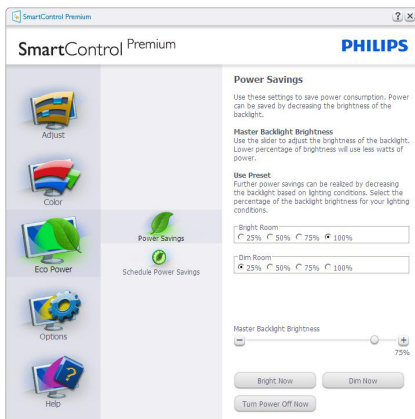 SmartControl Premium
SmartControl Premium
PHILIPS
Adjust
Color
Eco Power
Options
Help
Power Savings
Schedule Power Savings
Power Savings
Use these settings to save power consumption. Power
can be saved by decreasing the brightness of the
backlight.
Master Backlight Brightness
Use the slider to adjust the brightness of the backlight.
Lower percentage of brightness will use less watts of
power.
Use Preset
Further power savings can be realized by decreasing
the backlight based on lighting conditions. Select the
percentage of the backlight brightness for your lighting
conditions.
Bright Room
25% 50% 75% 100%
Dim Room
25% 50% 75% 100%
Master Backlight Brightness
75%
Bright Now Dim Now
Turn Power Off Now